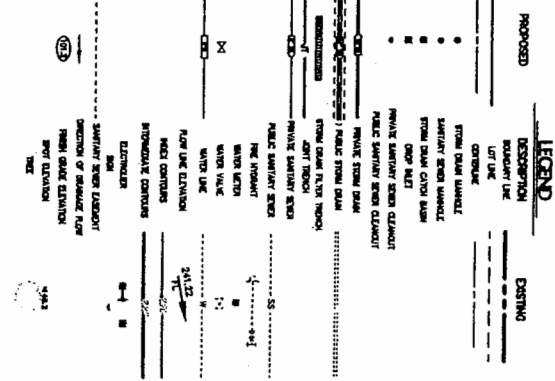 LEGEND
PROPOSED DESCRIPTION EXISTING
BOUNDARY LINE
LOT LINE
CENTERLINE
STORM DRAIN MANHOLE
SANITARY SEWER MANHOLE
STORM DRAIN CATCH BASIN
DROP INLET
PRIVATE SANITARY SEWER CLEANOUT
PUBLIC SANITARY SEWER CLEANOUT
PRIVATE STORM DRAIN
PUBLIC STORM DRAIN
STORM DRAIN FILTER TRENCH
JOINT TRENCH
PRIVATE SANITARY SEWER
PUBLIC SANITARY SEWER SS
FIRE HYDRANT
WATER METER
WATER VALVE
WATER LINE W
FLOW LINE ELEVATION 241.22 FL
INDEX CONTOURS
INTERMEDIATE CONTOURS
ELECTROLIER
SIGN
SANITARY SEWER EASEMENT
DIRECTION OF DRAINAGE FLOW
FINISH GRADE ELEVATION
SPOT ELEVATION
TREE